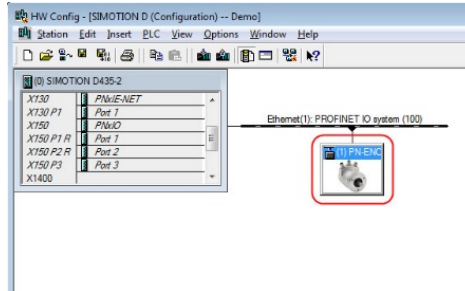 HW Config - [SIMOTION D (Configuration) -- Demo]
Station Edit Insert PLC View Options Window Help
(0) SIMOTION D435-2
X130 PNxIE-NET
X130 P1 Port 1
X150 PNxIO
X150 P1 R Port 1
X150 P2 R Port 2
X150 P3 Port 3
X1400
Ethernet(1): PROFINET IO system (100)
(1) PN-ENC